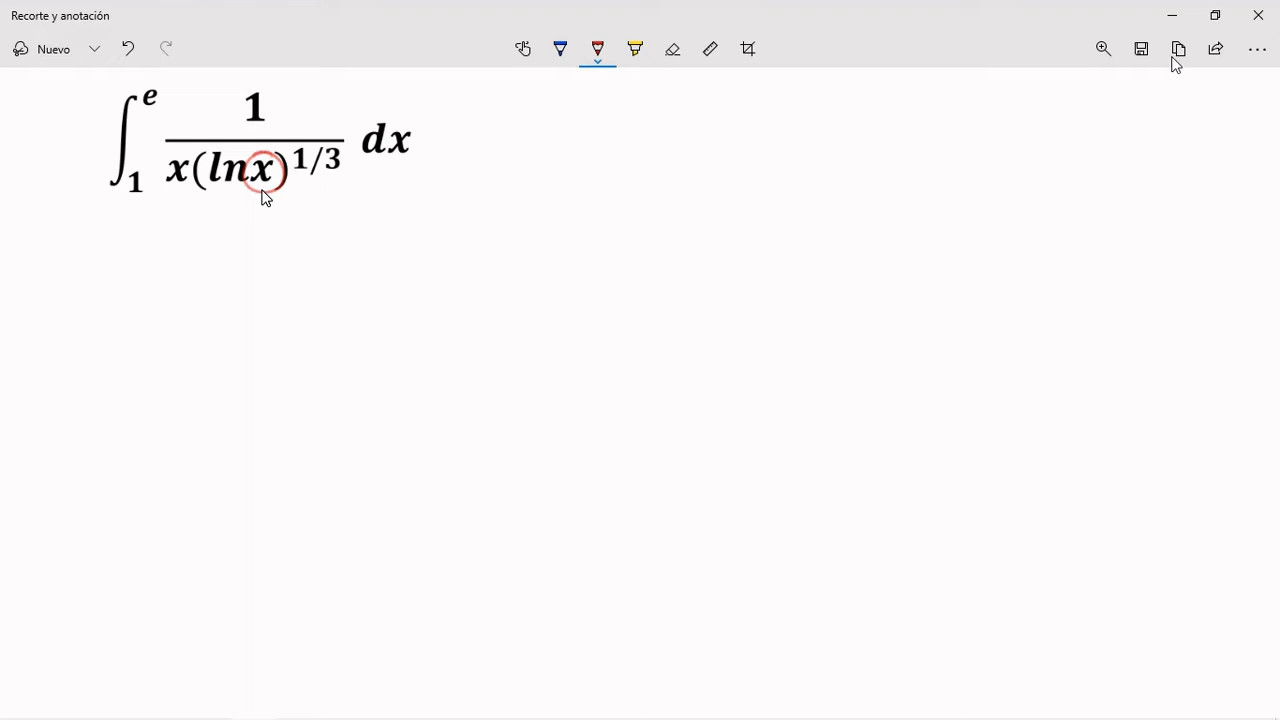 Recorte y anotación
Nuevo
∫₁ᵉ 1 / x(lnx)^1/3 dx